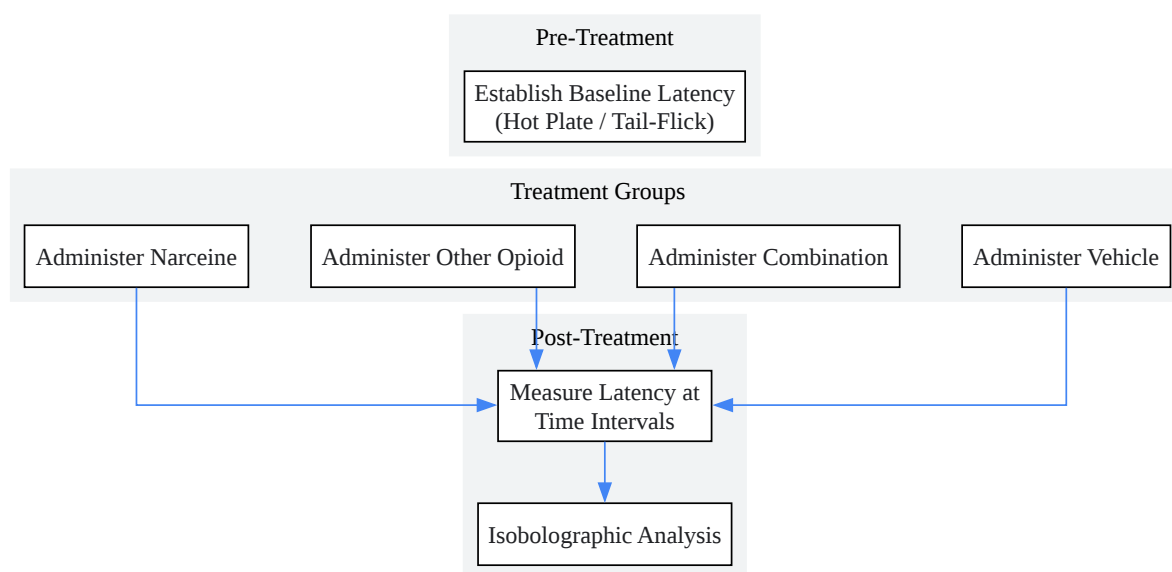 Pre-Treatment
Establish Baseline Latency
(Hot Plate / Tail-Flick)
Treatment Groups
Administer Narceine
Administer Other Opioid
Administer Combination
Administer Vehicle
Post-Treatment
Measure Latency at
Time Intervals
Isobolographic Analysis